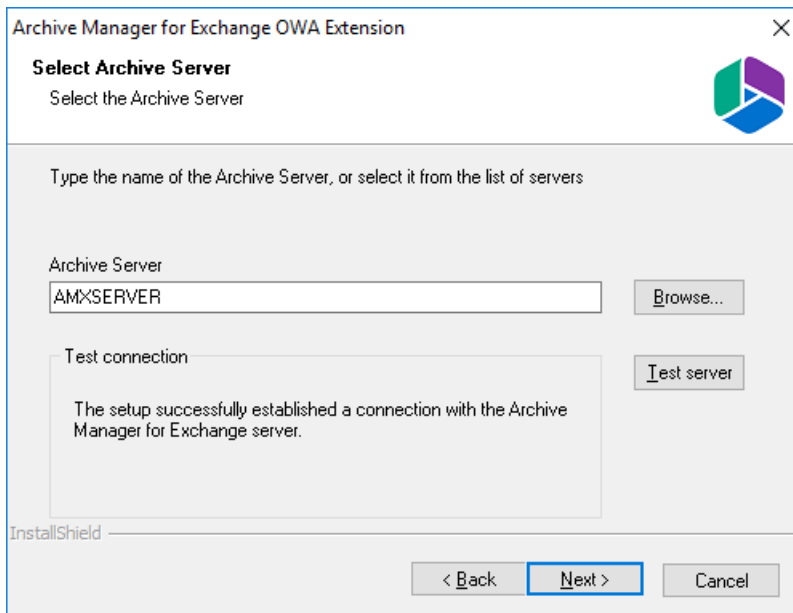 Archive Manager for Exchange OWA Extension
Select Archive Server
Select the Archive Server
Type the name of the Archive Server, or select it from the list of servers
Archive Server
AMXSERVER
Browse...
Test connection
Test server
The setup successfully established a connection with the Archive
Manager for Exchange server.
InstallShield
< Back
Next >
Cancel